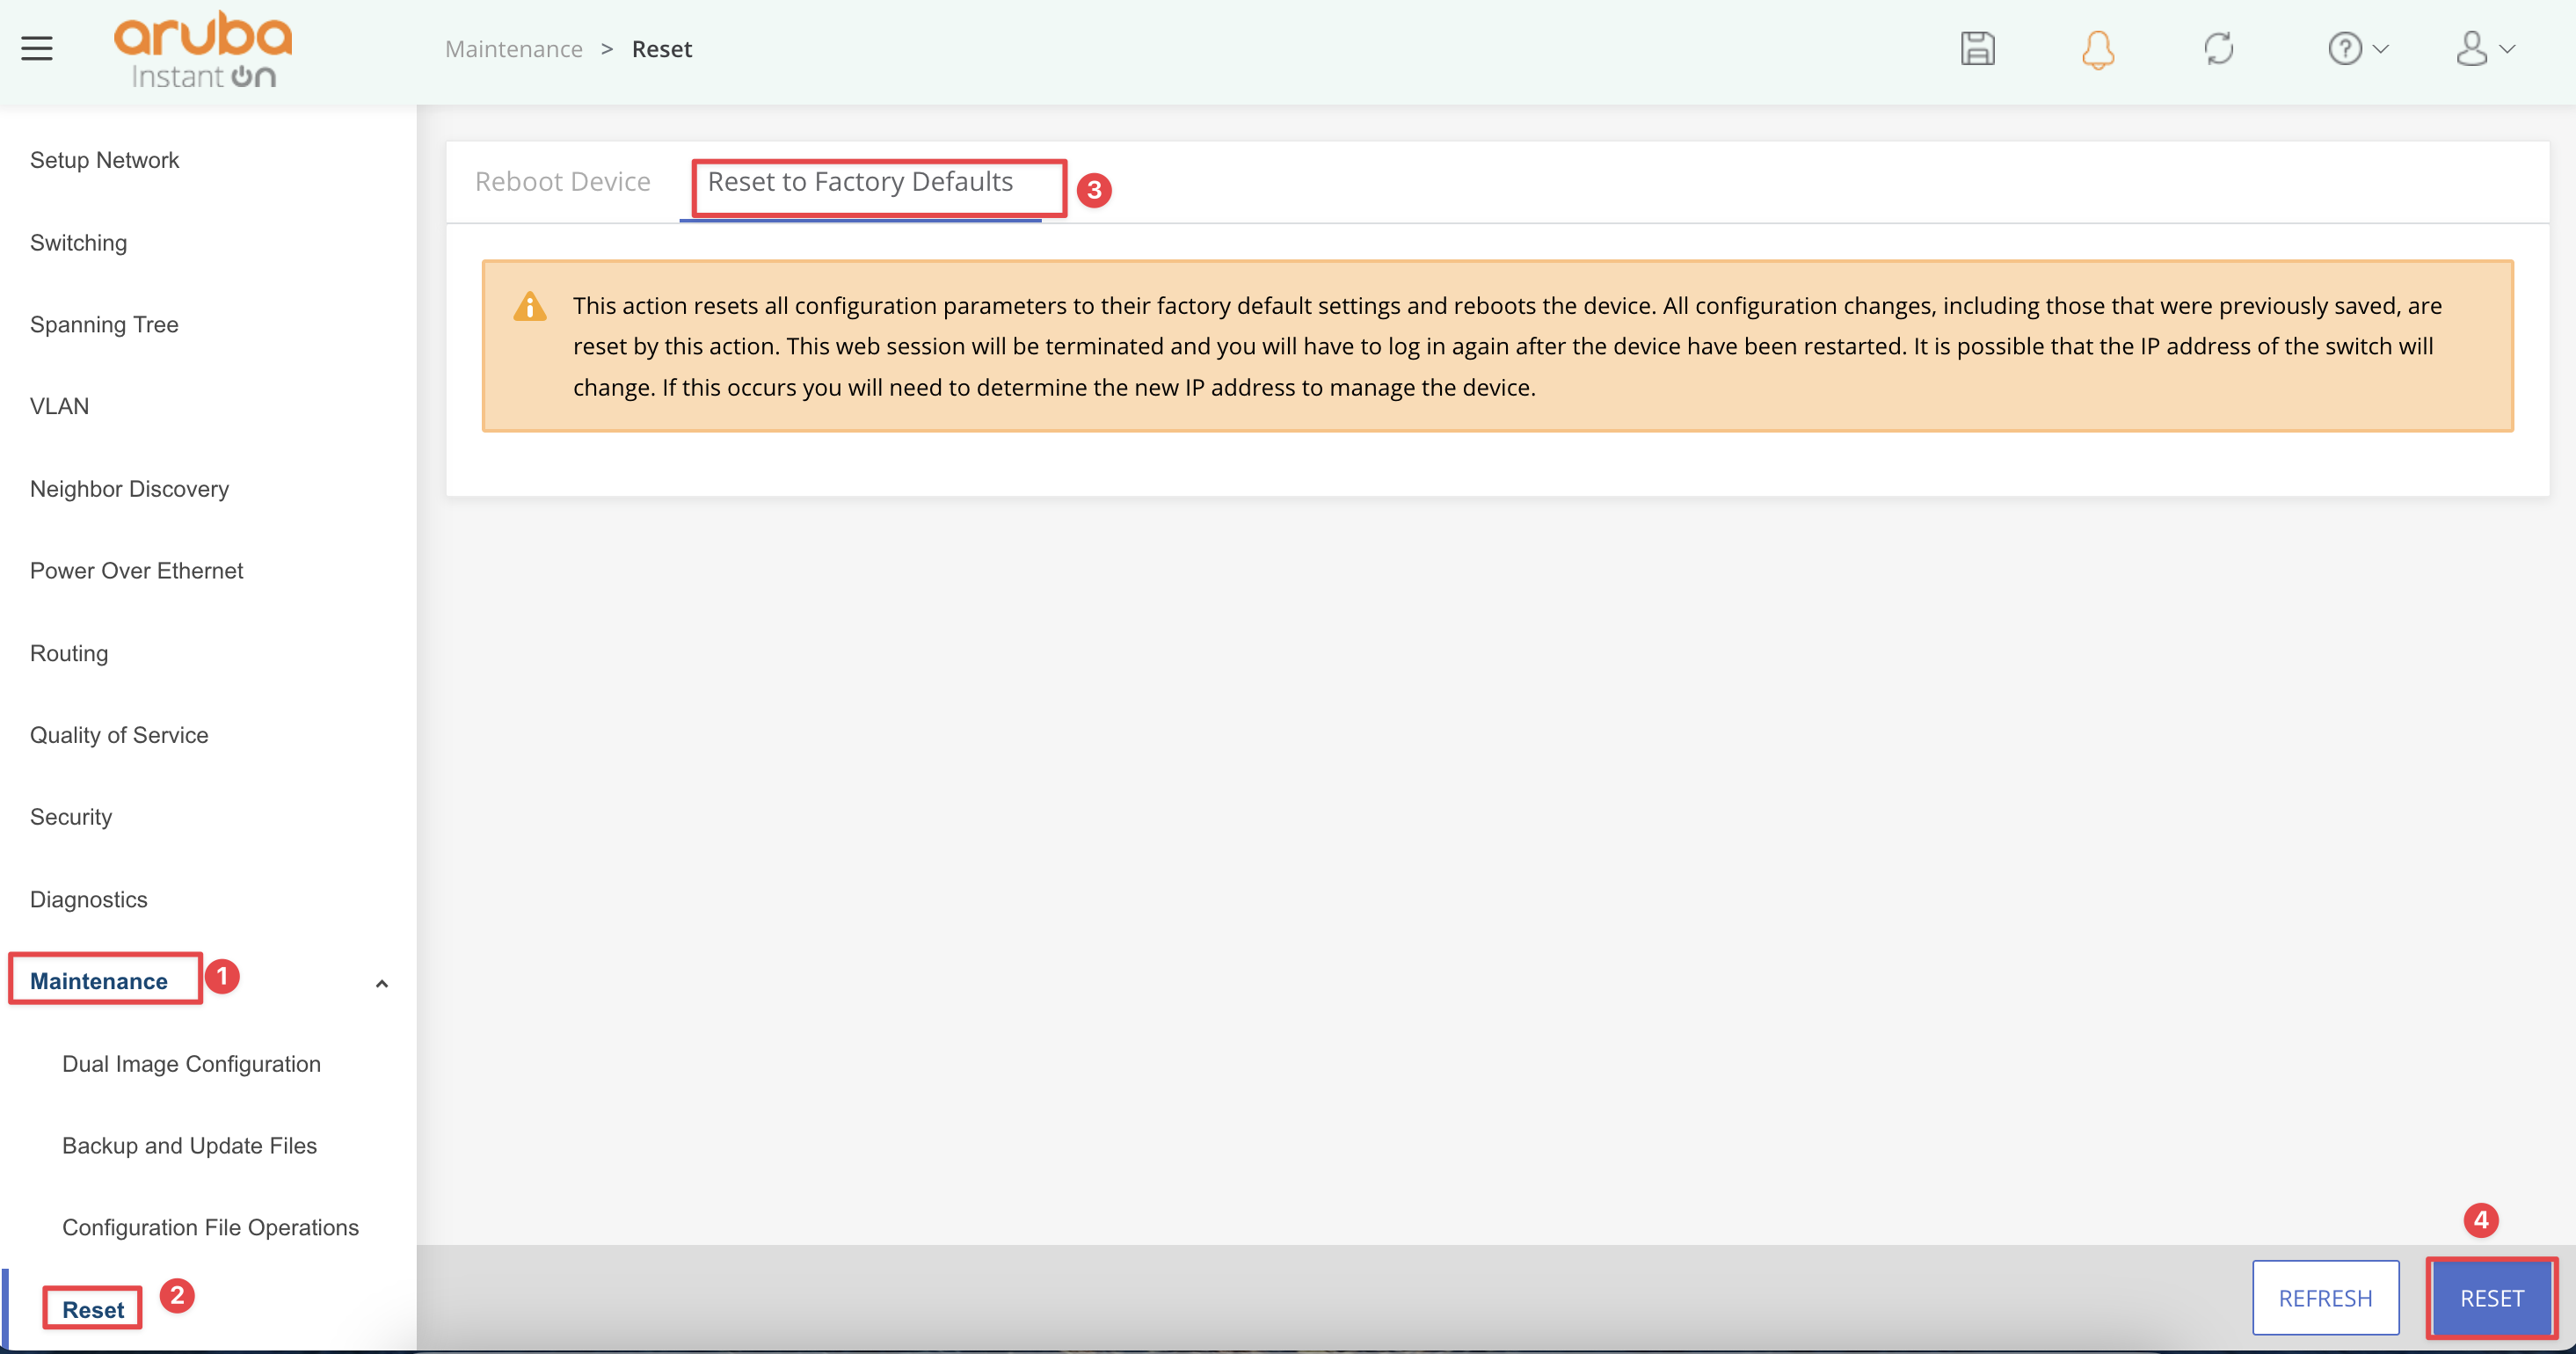 aruba
Instant On
Maintenance > Reset
Setup Network
Switching
Spanning Tree
VLAN
Neighbor Discovery
Power Over Ethernet
Routing
Quality of Service
Security
Diagnostics
Maintenance 1
Dual Image Configuration
Backup and Update Files
Configuration File Operations
Reset 2
Reboot Device
Reset to Factory Defaults 3
This action resets all configuration parameters to their factory default settings and reboots the device. All configuration changes, including those that were previously saved, are
reset by this action. This web session will be terminated and you will have to log in again after the device have been restarted. It is possible that the IP address of the switch will
change. If this occurs you will need to determine the new IP address to manage the device.
4
REFRESH
RESET